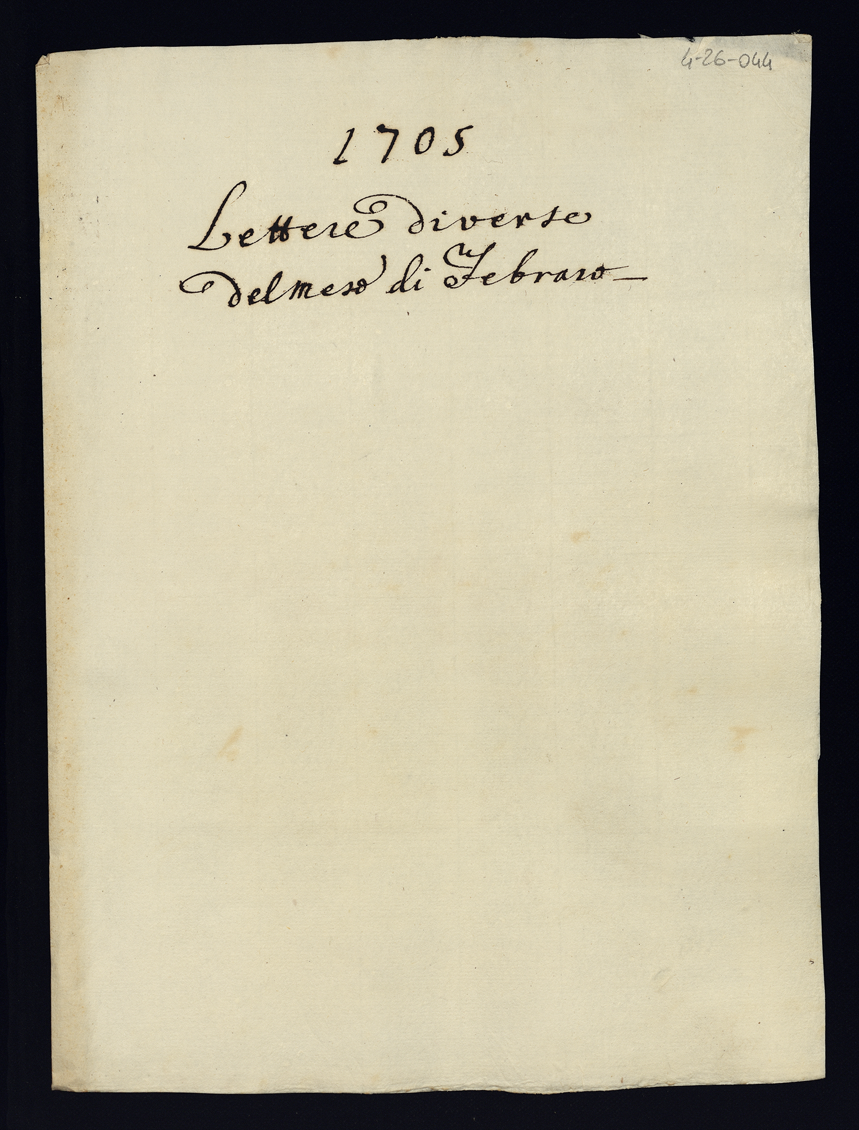 4-26-044
1705
Lettere diverse
del mese di Febraro